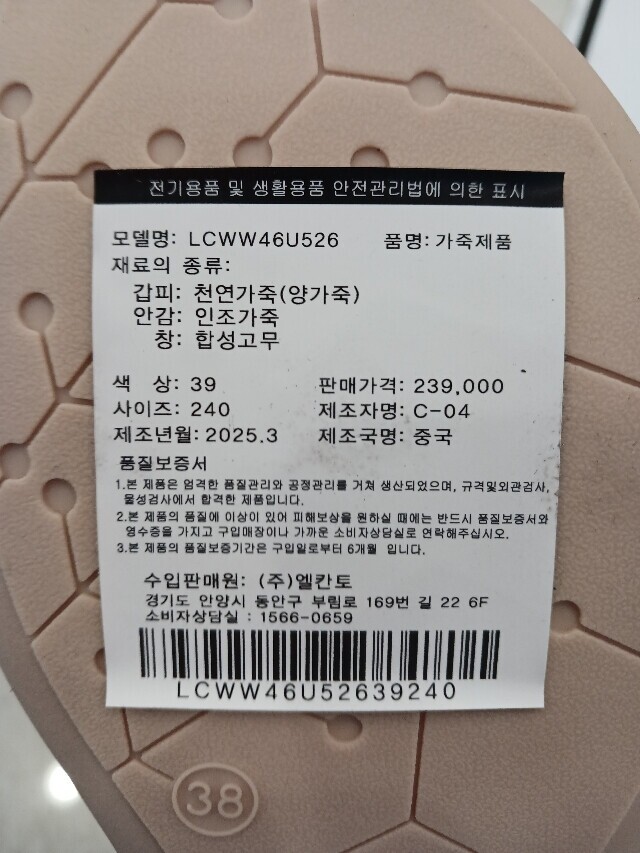 전기용품 및 생활용품 안전관리법에 의한 표시
모델명: LCWW46U526 품명: 가죽제품
재료의 종류:
갑피: 천연가죽(양가죽)
안감: 인조가죽
창: 합성고무
색 상: 39 판매가격: 239,000
사이즈: 240 제조자명: C-04
제조년월: 2025.3 제조국명: 중국
품질보증서
1.본 제품은 엄격한 품질관리와 공정관리를 거쳐 생산되었으며, 규격및외관검사,
물성검사에서 합격한 제품입니다.
2.본 제품의 품질에 이상이 있어 피해보상을 원하실 때에는 반드시 품질보증서와
영수증을 가지고 구입매장이나 가까운 소비자상담실로 연락해주십시오.
3.본 제품의 품질보증기간은 구입일로부터 6개월 입니다.
수입판매원: (주)엘칸토
경기도 안양시 동안구 부림로 169번 길 22 6F
소비자상담실 : 1566-0659
LCWW46U52639240
38